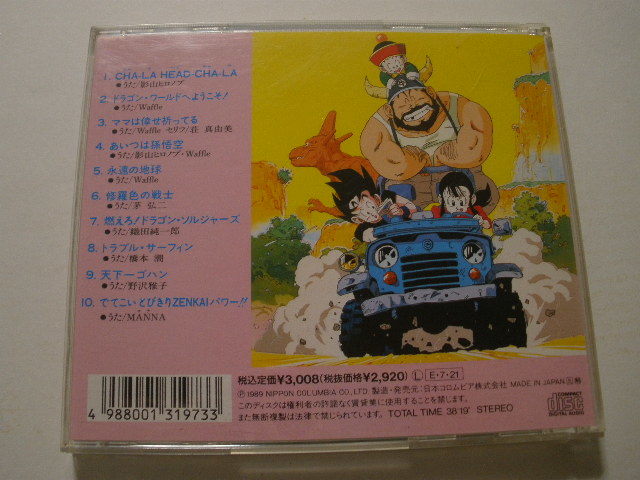 1. CHA-LA HEAD-CHA-LA
●うた/影山ヒロノブ
2. ドラゴン・ワールドへようこそ!
●うた/Waffle
3. ママは倖せ祈ってる
●うた/Waffle セリフ/荘 真由美
4. あいつは孫悟空
●うた/影山ヒロノブ・Waffle
5. 永遠の地球
●うた/Waffle
6. 修羅色の戦士
●うた/茅 弘二
7. 燃えろ!ドラゴン・ソルジャーズ
●うた/織田純一郎
8. トラブル・サーフィン
●うた/橋本 潮
9. 天下一ゴハン
●うた/野沢雅子
10. でてこいとびきりZENKAIパワー!!
●うた/MANNA
税込定価¥3,008(税抜価格¥2,920) L E・7・21
Ⓟ1989 NIPPON COLUMBIA CO., LTD. 製造・発売元:日本コロムビア株式会社 MADE IN JAPAN
このディスクは権利者の許諾なく賃貸業に使用することを禁じます。
また無断複製は法律で禁じられています。 TOTAL TIME 38'19" STEREO
4 988001 319733
COMPACT
disc
DIGITAL AUDIO